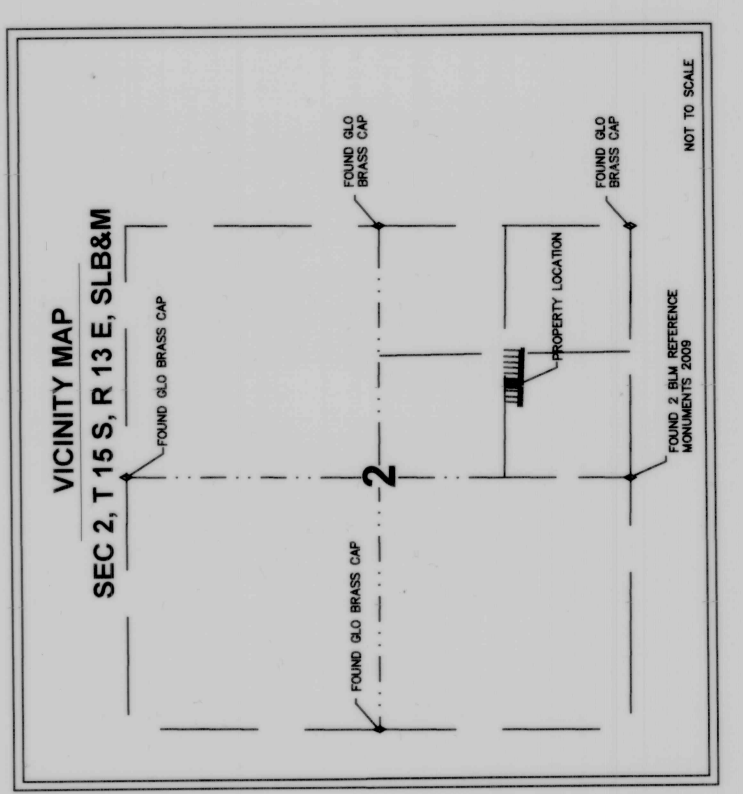 VICINITY MAP
SEC 2, T 15 S, R 13 E, SLB&M
FOUND GLO BRASS CAP
FOUND GLO BRASS CAP
2
FOUND GLO
BRASS CAP
PROPERTY LOCATION
FOUND 2 BLM REFERENCE
MONUMENTS 2009
FOUND GLO
BRASS CAP
NOT TO SCALE